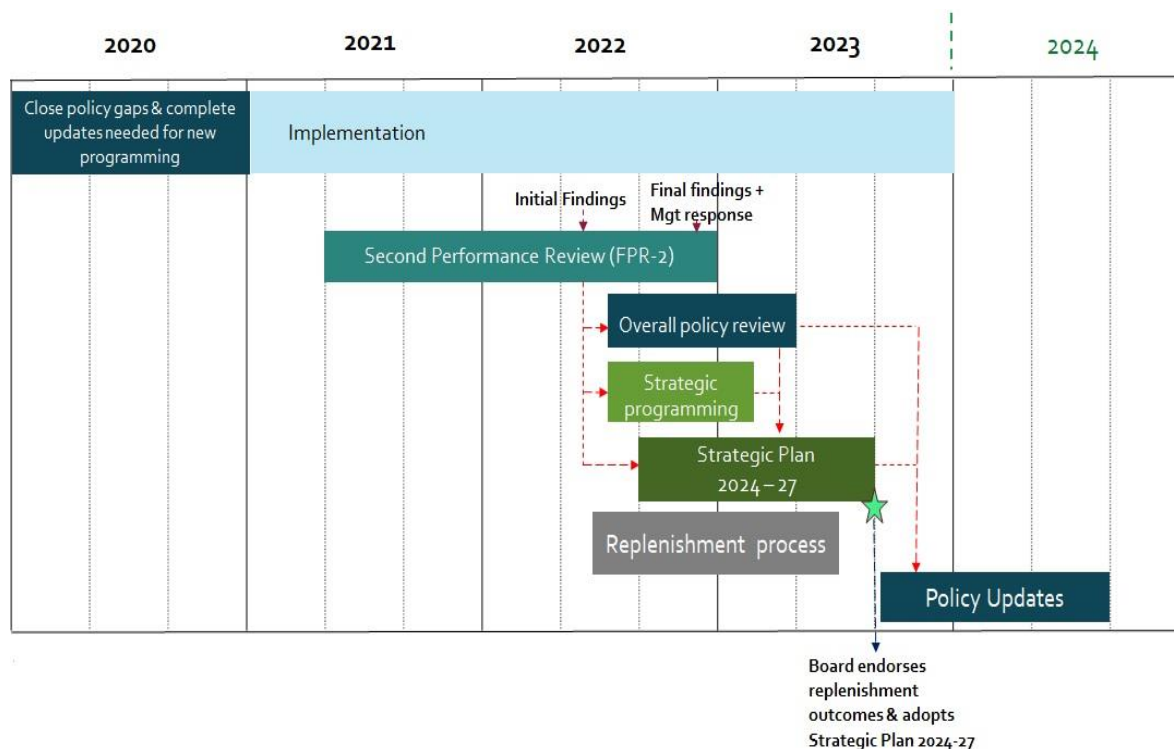 2020
2021
2022
2023
2024
Close policy gaps & complete
updates needed for new
programming
Implementation
Initial Findings
Final findings +
Mgt response
Second Performance Review (FPR-2)
Overall policy review
Strategic
programming
Strategic Plan
2024 – 27
Replenishment process
Policy Updates
Board endorses
replenishment
outcomes & adopts
Strategic Plan 2024-27